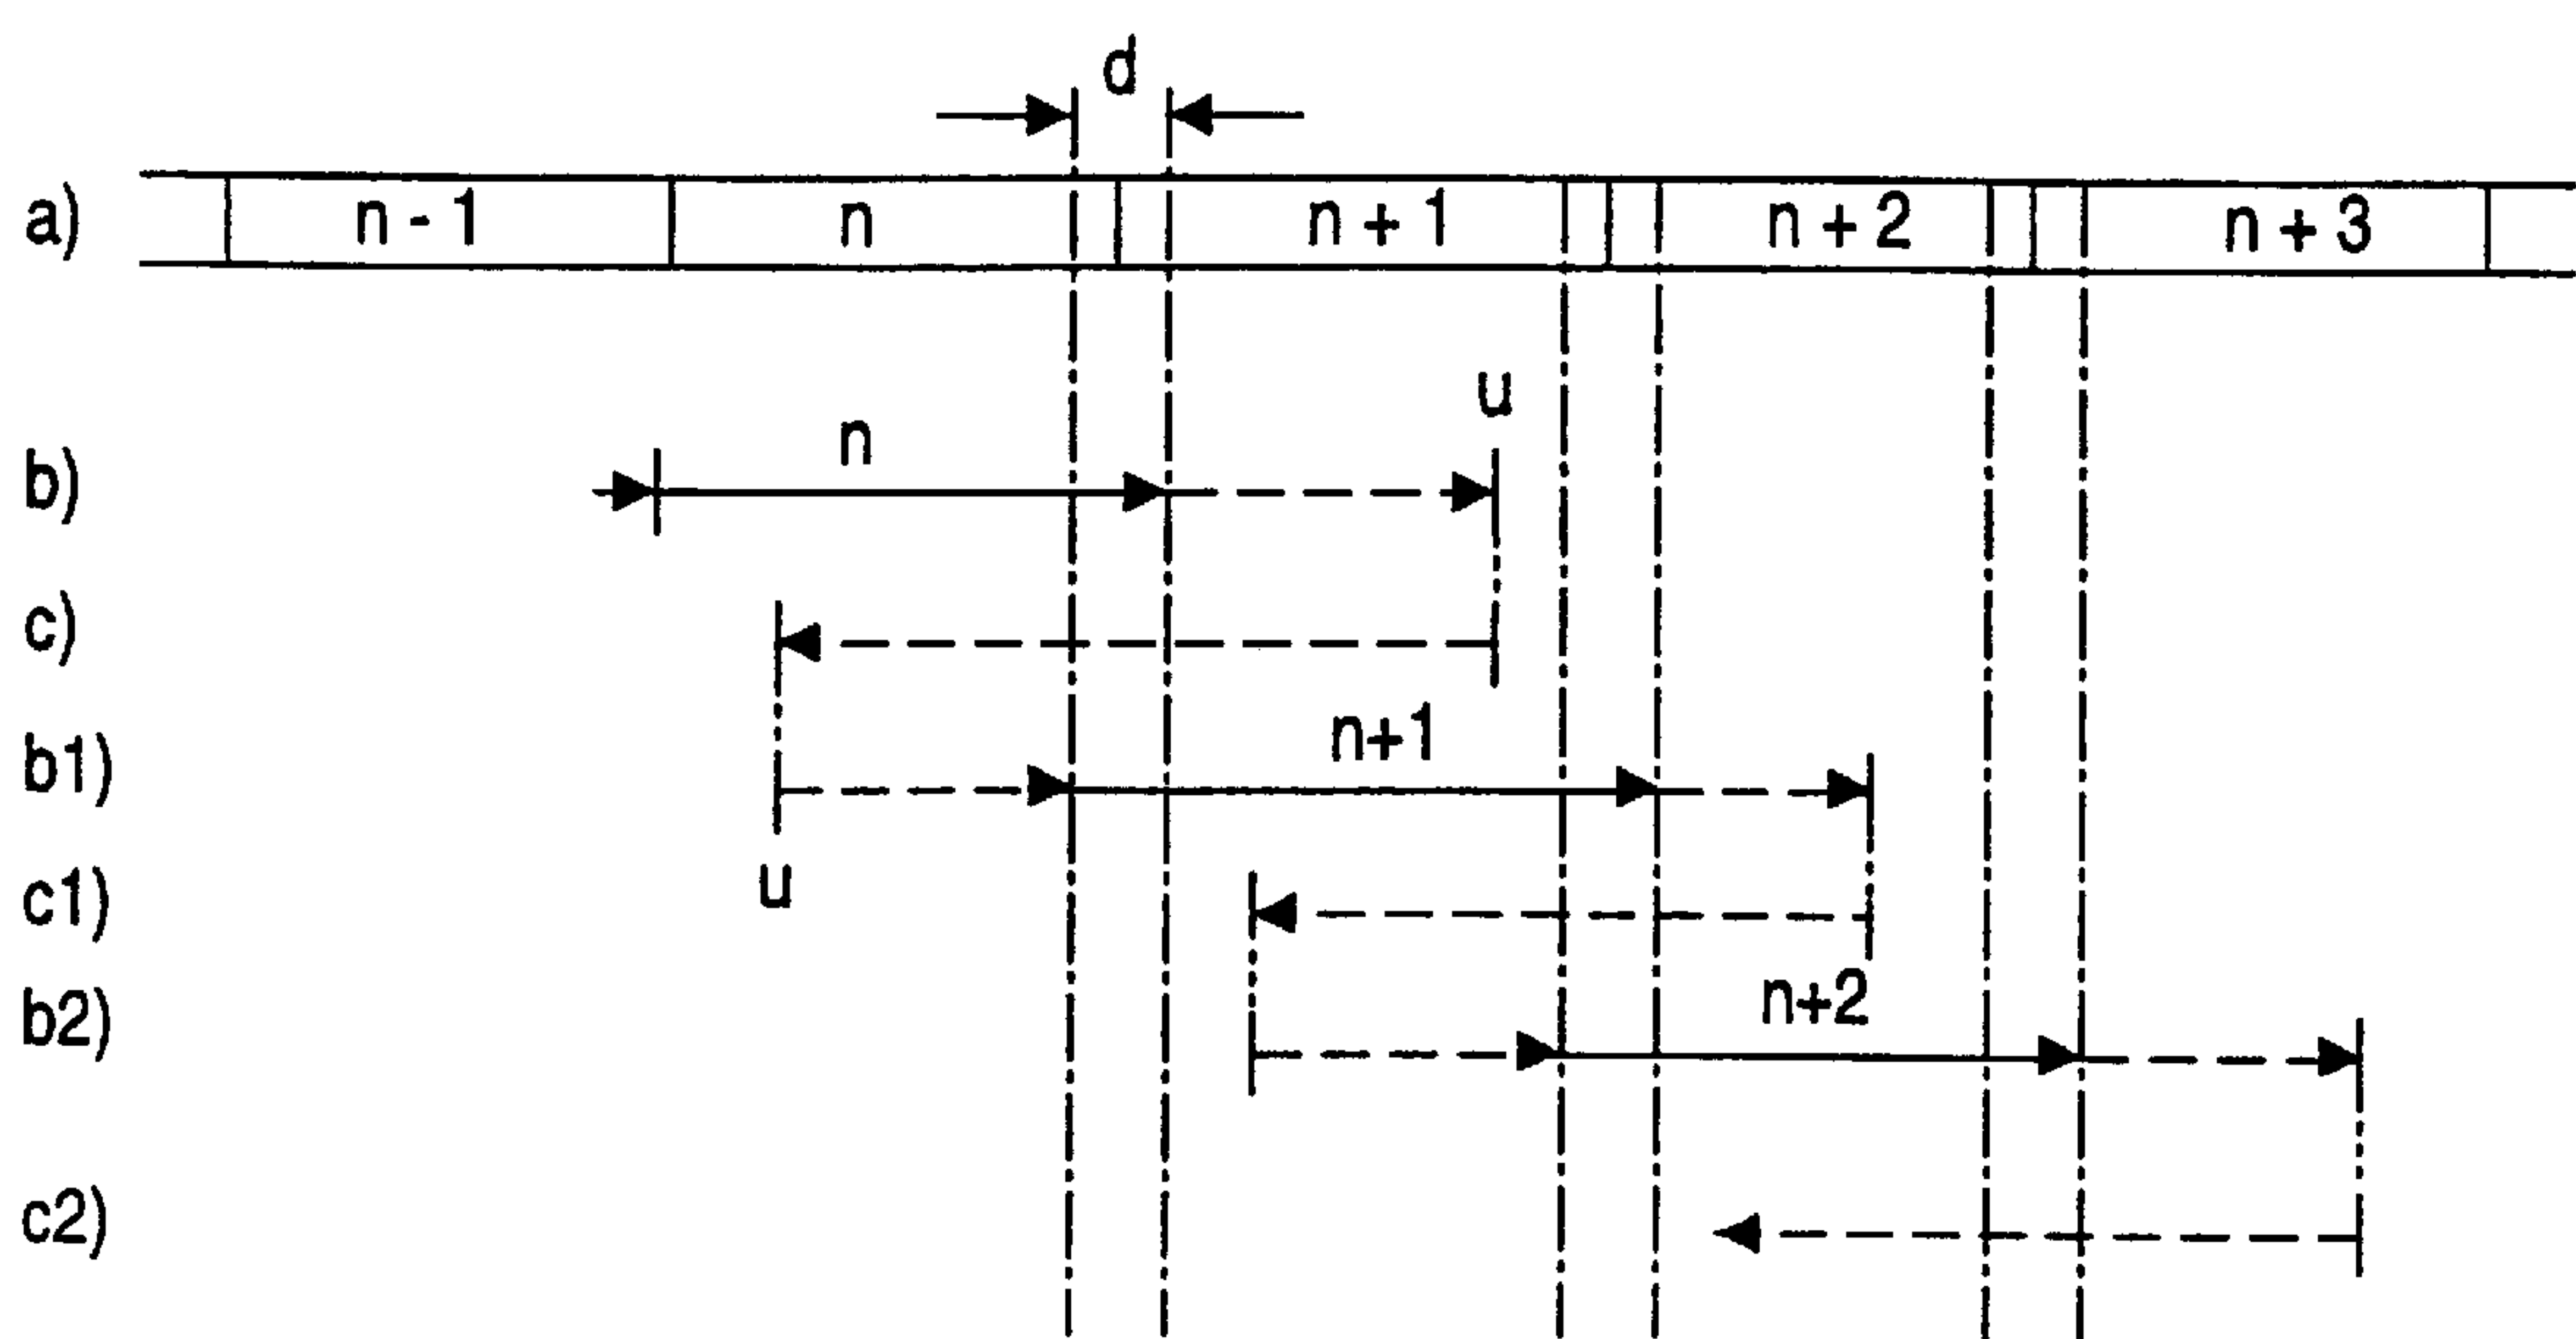 d
a) n - 1 n n + 1 n + 2 n + 3
u
b) n
c)
n+1
b1)
u
c1)
n+2
b2)
c2)